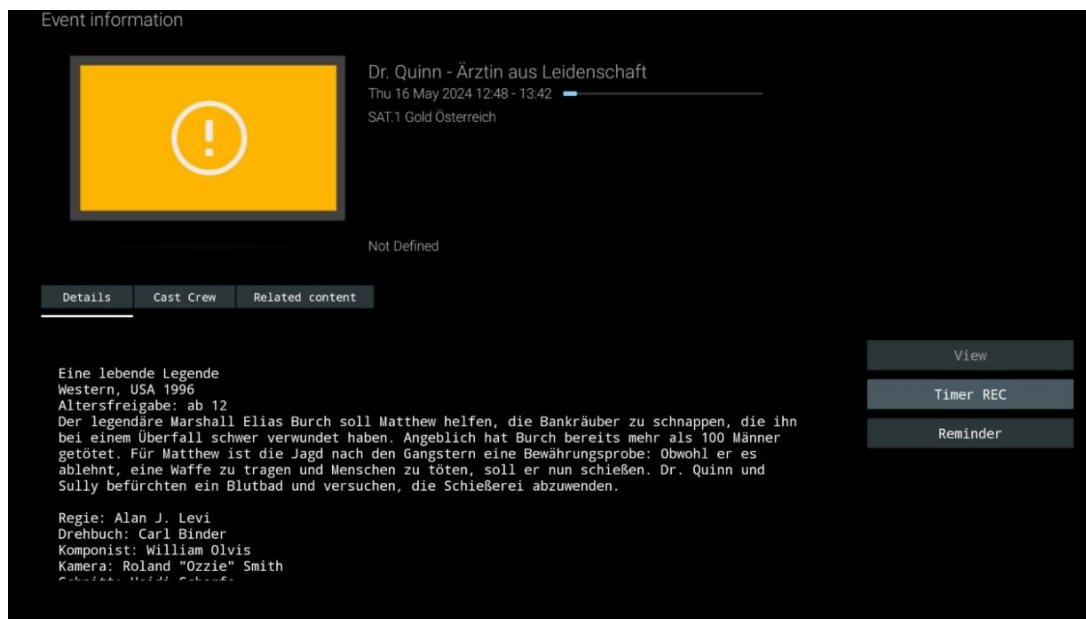 Event information
Dr. Quinn - Ärztin aus Leidenschaft
Thu 16 May 2024 12:48 - 13:42
SAT.1 Gold Österreich
Not Defined
Details Cast Crew Related content
View
Timer REC
Reminder
Eine lebende Legende
Western, USA 1996
Altersfreigabe: ab 12
Der legendäre Marshall Elias Burch soll Matthew helfen, die Bankräuber zu schnappen, die ihn
bei einem Überfall schwer verwundet haben. Angeblich hat Burch bereits mehr als 100 Männer
getötet. Für Matthew ist die Jagd nach den Gangstern eine Bewährungsprobe: Obwohl er es
ablehnt, eine Waffe zu tragen und Menschen zu töten, soll er nun schießen. Dr. Quinn und
Sully befürchten ein Blutbad und versuchen, die Schießerei abzuwenden.
Regie: Alan J. Levi
Drehbuch: Carl Binder
Komponist: William Olvis
Kamera: Roland "Ozzie" Smith